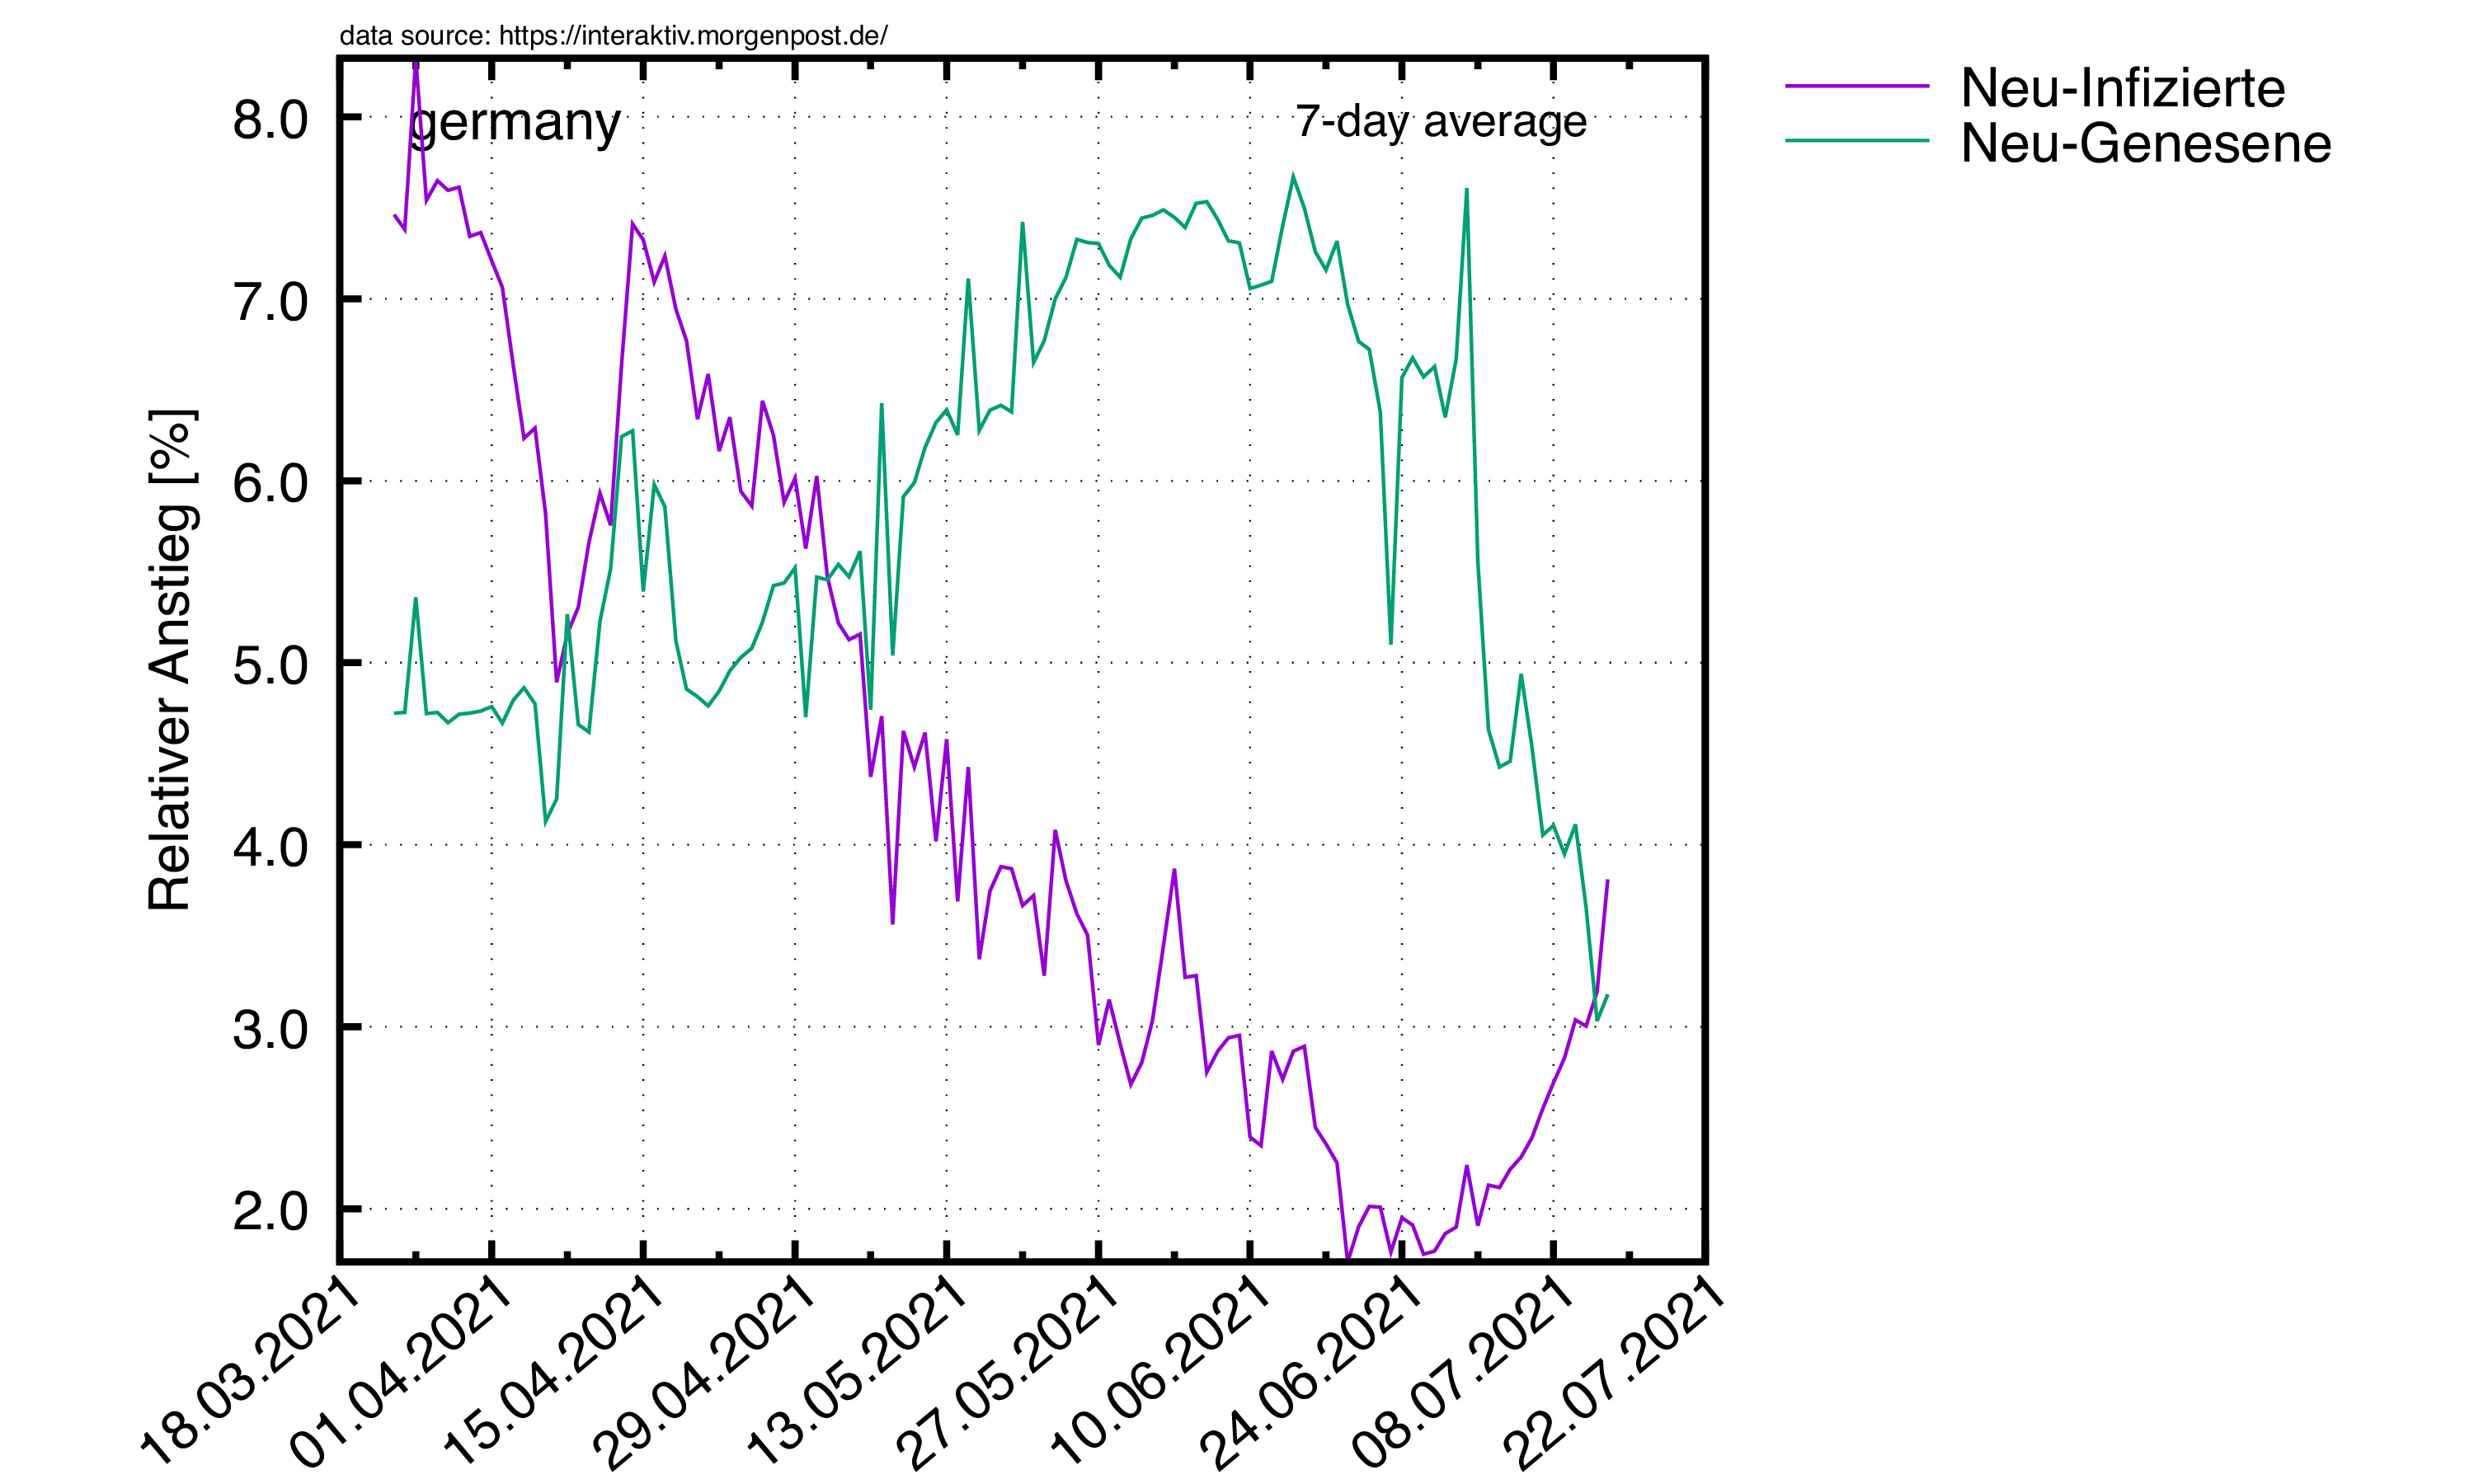 data source: https://interaktiv.morgenpost.de/
germany
7-day average
Neu-Infizierte
Neu-Genesene
Relativer Anstieg [%]
8.0
7.0
6.0
5.0
4.0
3.0
2.0
18.03.2021
01.04.2021
15.04.2021
29.04.2021
13.05.2021
27.05.2021
10.06.2021
24.06.2021
08.07.2021
22.07.2021